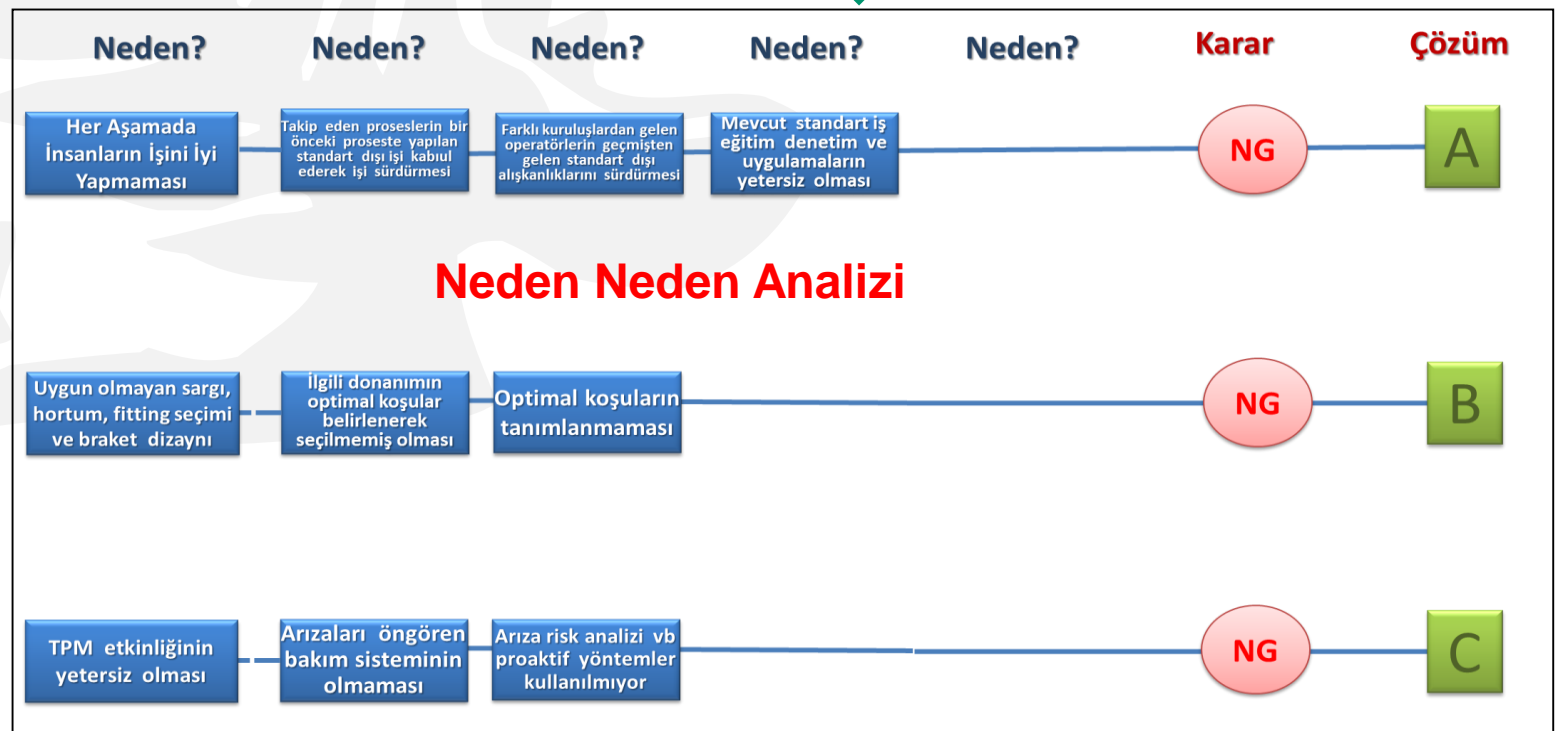 Neden?
Neden?
Neden?
Neden?
Neden?
Karar
Çözüm
Her Aşamada
İnsanların İşini İyi
Yapmaması
Takip eden proseslerin bir
önceki proseste yapılan
standart dışı işi kabıul
ederek işi sürdürmesi
Farklı kuruluşlardan gelen
operatörlerin geçmişten
gelen standart dışı
alışkanlıklarını sürdürmesi
Mevcut standart iş
eğitim denetim ve
uygulamaların
yetersiz olması
NG
A
Neden Neden Analizi
Uygun olmayan sargı,
hortum, fitting seçimi
ve braket dizaynı
İlgili donanımın
optimal koşular
belirlenerek
seçilmemiş olması
Optimal koşuların
tanımlanmaması
NG
B
TPM etkinliğinin
yetersiz olması
Arızaları öngören
bakım sisteminin
olmaması
Arıza risk analizi vb
proaktif yöntemler
kullanılmıyor
NG
C